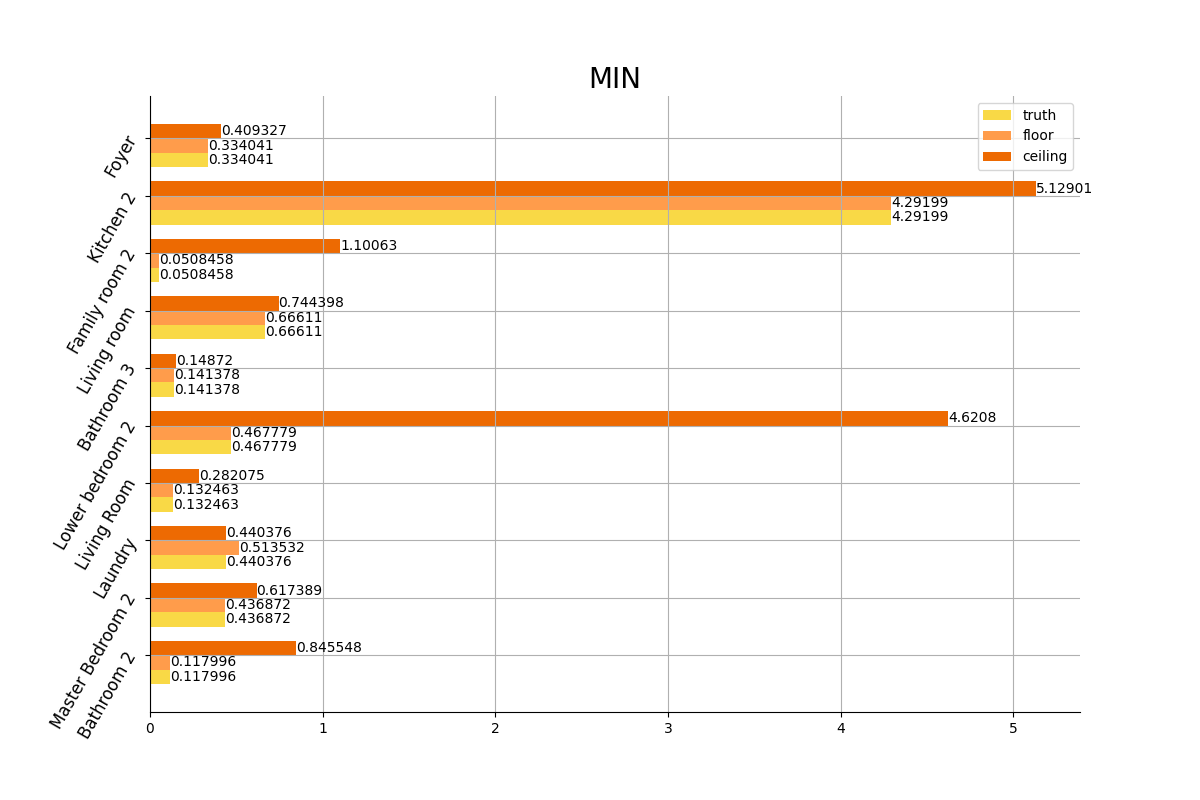 MIN
truth
floor
ceiling
Foyer
0.409327
0.334041
0.334041
Kitchen 2
5.12901
4.29199
4.29199
Family room 2
1.10063
0.0508458
0.0508458
Living room
0.744398
0.66611
0.66611
Bathroom 3
0.14872
0.141378
0.141378
Lower bedroom 2
4.6208
0.467779
0.467779
Living Room
0.282075
0.132463
0.132463
Laundry
0.440376
0.513532
0.440376
Master Bedroom 2
0.617389
0.436872
0.436872
Bathroom 2
0.845548
0.117996
0.117996
0 1 2 3 4 5